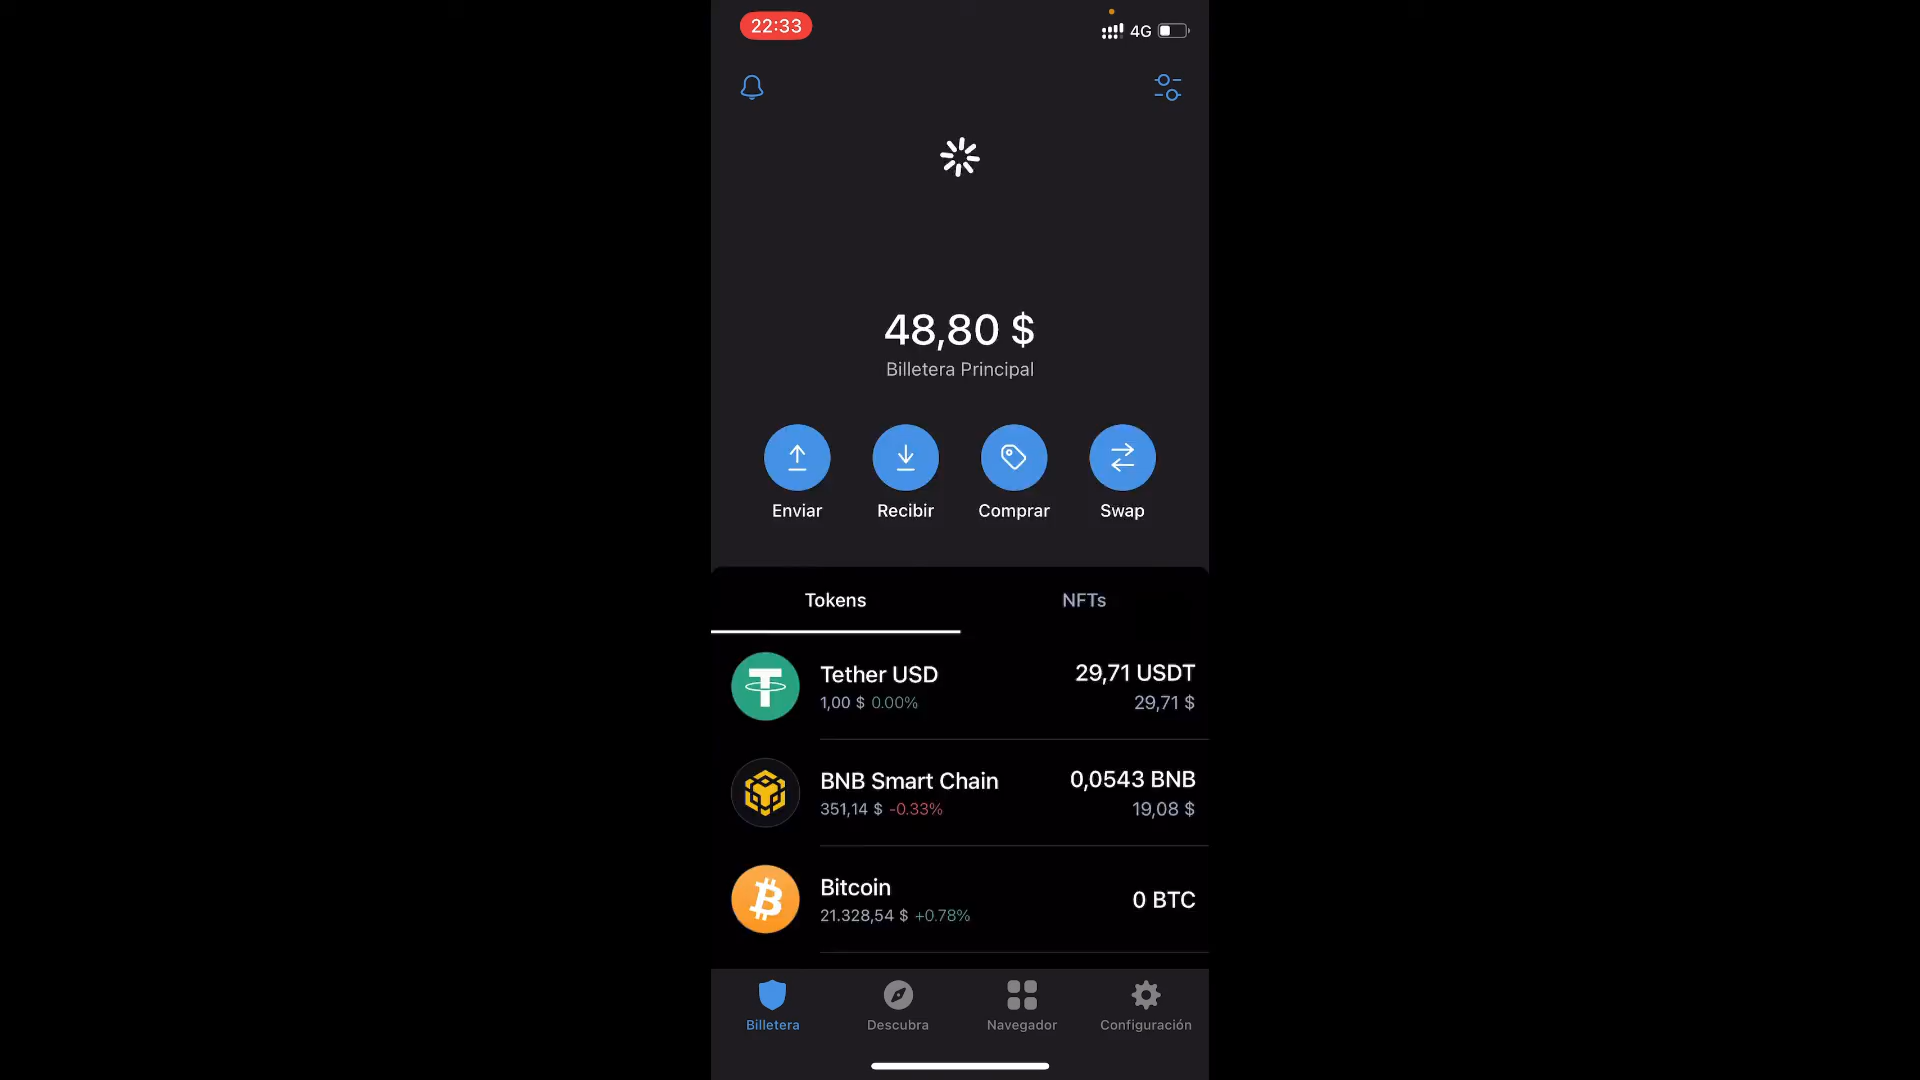 22:33
4G
48,80 $
Billetera Principal
Enviar
Recibir
Comprar
Swap
Tokens
NFTs
Tether USD
29,71 USDT
1,00 $ 0.00%
29,71 $
BNB Smart Chain
0,0543 BNB
351,14 $ -0.33%
19,08 $
Bitcoin
0 BTC
21.328,54 $ +0.78%
Billetera
Descubra
Navegador
Configuración